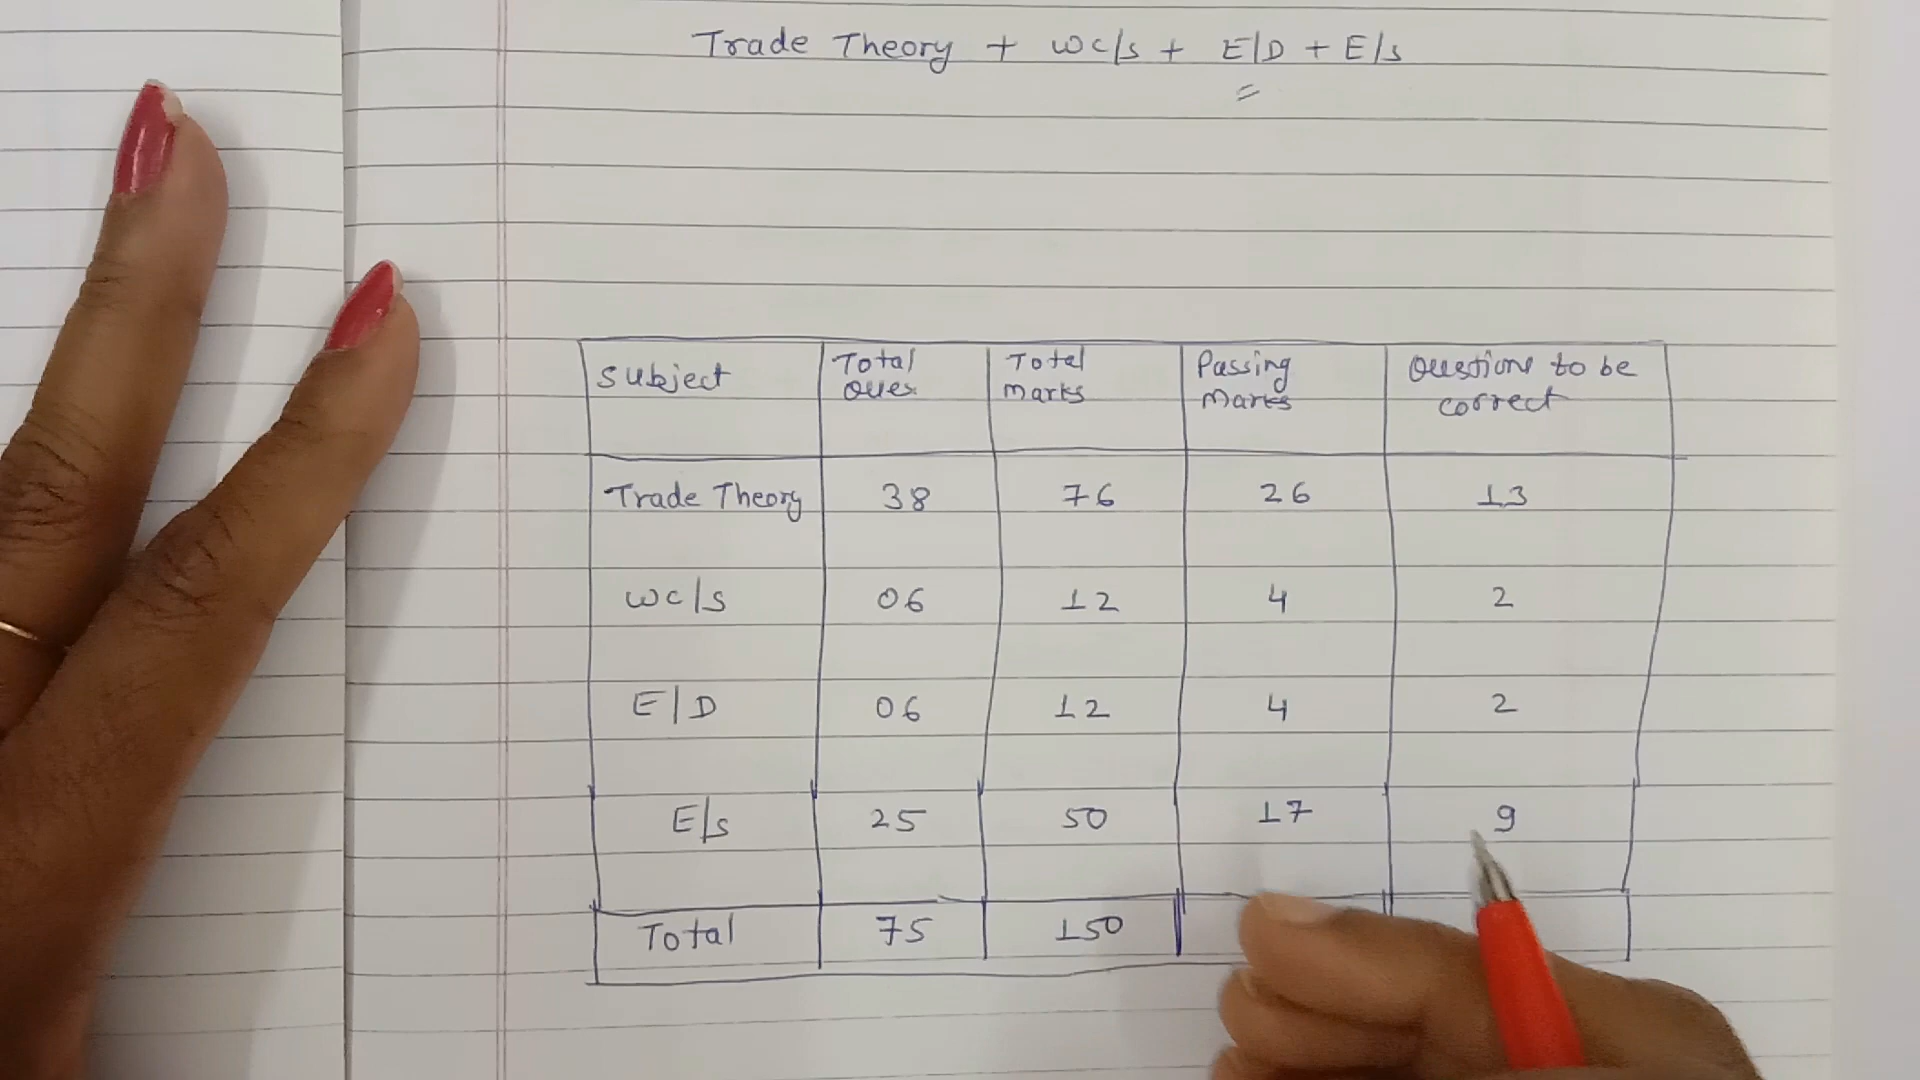 Trade Theory + WC/S + E/D + E/S
Subject Total Ques. Total Marks Passing Marks Questions to be correct
Trade Theory 38 76 26 13
WC/S 06 12 4 2
E/D 06 12 4 2
E/S 25 50 17 9
Total 75 150